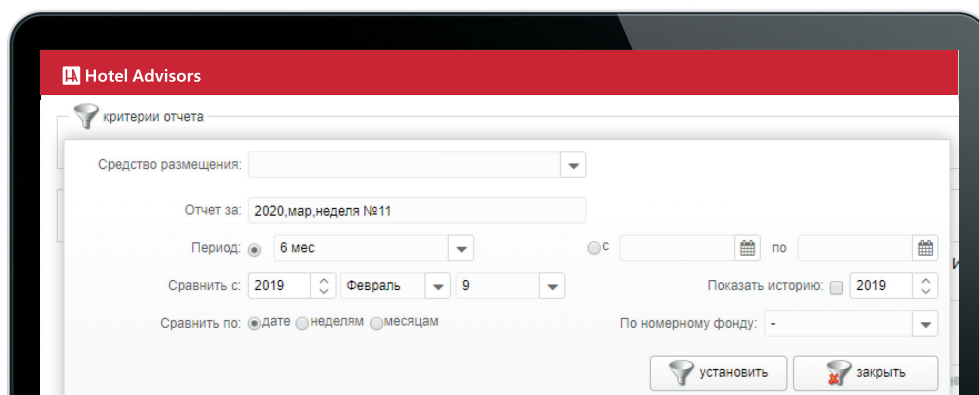 HA Hotel Advisors
критерии отчета
Средство размещения:
Отчет за: 2020,мар,неделя №11
Период: 6 мес с по
Сравнить с: 2019 Февраль 9 Показать историю: 2019
Сравнить по: дате неделям месяцам По номерному фонду: -
установить закрыть